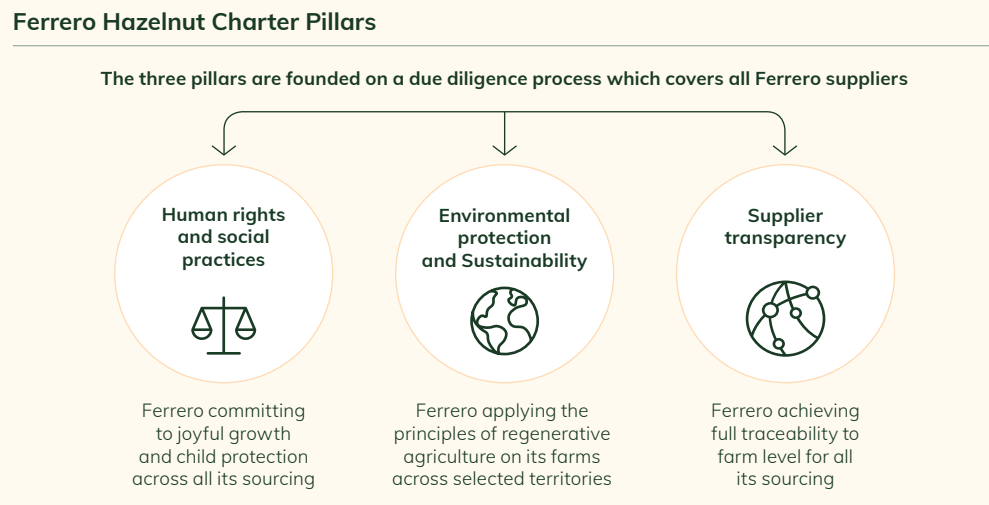 Ferrero Hazelnut Charter Pillars
The three pillars are founded on a due diligence process which covers all Ferrero suppliers
Human rights
and social
practices
Ferrero committing
to joyful growth
and child protection
across all its sourcing
Environmental
protection
and Sustainability
Ferrero applying the
principles of regenerative
agriculture on its farms
across selected territories
Supplier
transparency
Ferrero achieving
full traceability to
farm level for all
its sourcing